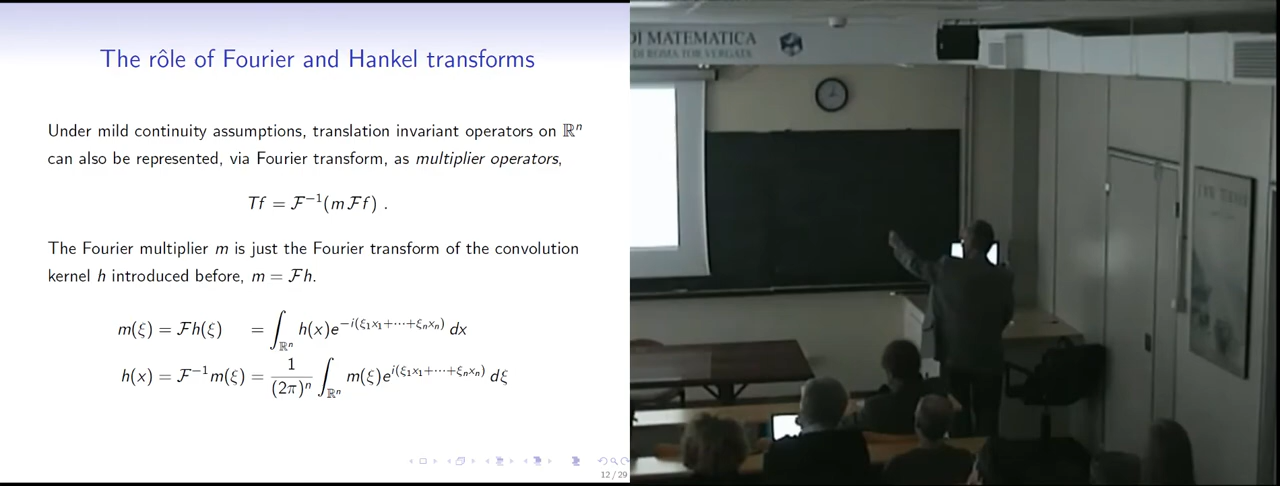 The rôle of Fourier and Hankel transforms
Under mild continuity assumptions, translation invariant operators on ℝⁿ
can also be represented, via Fourier transform, as multiplier operators,
Tf = ℱ⁻¹(m ℱf) .
The Fourier multiplier m is just the Fourier transform of the convolution
kernel h introduced before, m = ℱh.
m(ξ) = ℱh(ξ) = ∫_{ℝⁿ} h(x)e^{−i(ξ₁x₁+⋯+ξₙxₙ)} dx
h(x) = ℱ⁻¹m(ξ) = 1/(2π)ⁿ ∫_{ℝⁿ} m(ξ)e^{i(ξ₁x₁+⋯+ξₙxₙ)} dξ
12 / 29
DI MATEMATICA
DI ROMA TOR VERGATA